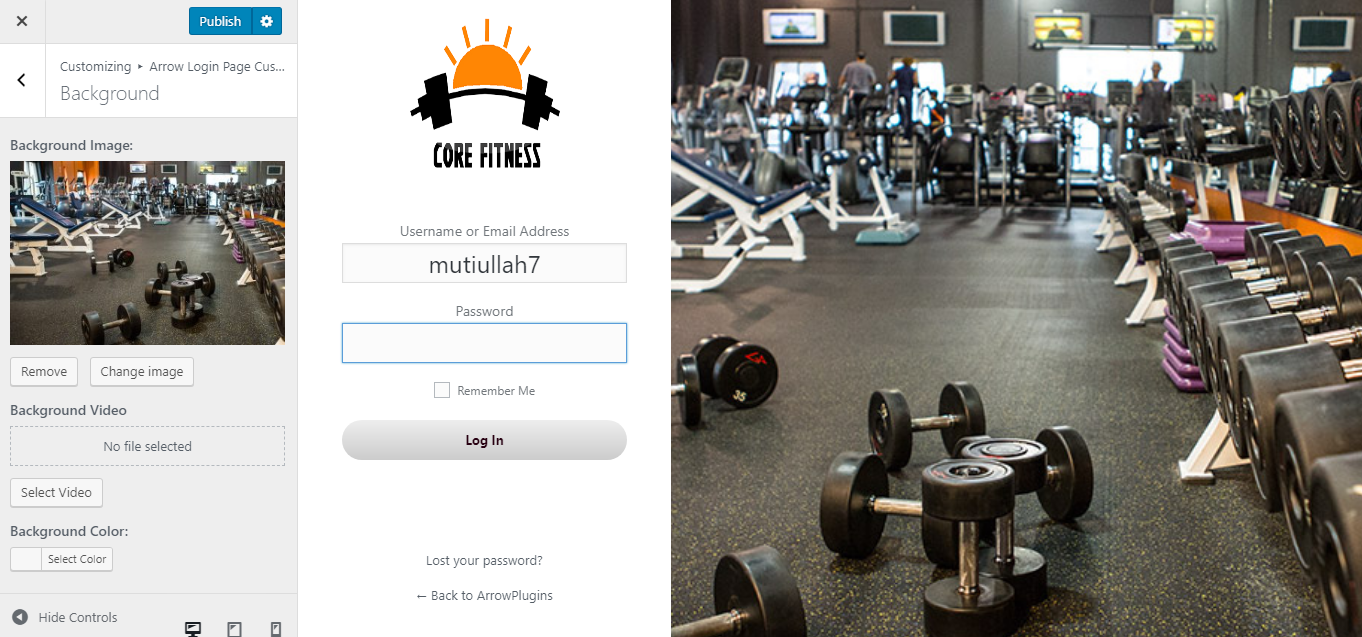 Publish
Customizing ▸ Arrow Login Page Cus...
Background
Background Image:
Remove
Change image
Background Video
No file selected
Select Video
Background Color:
Select Color
Hide Controls
CORE FITNESS
Username or Email Address
mutiullah7
Password
Remember Me
Log In
Lost your password?
← Back to ArrowPlugins
35